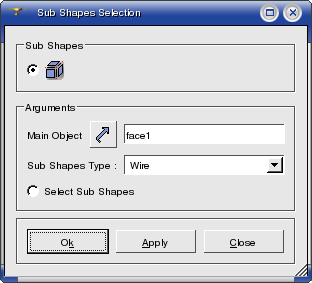 Sub Shapes Selection
Sub Shapes
Arguments
Main Object face1
Sub Shapes Type : Wire
Select Sub Shapes
Ok Apply Close